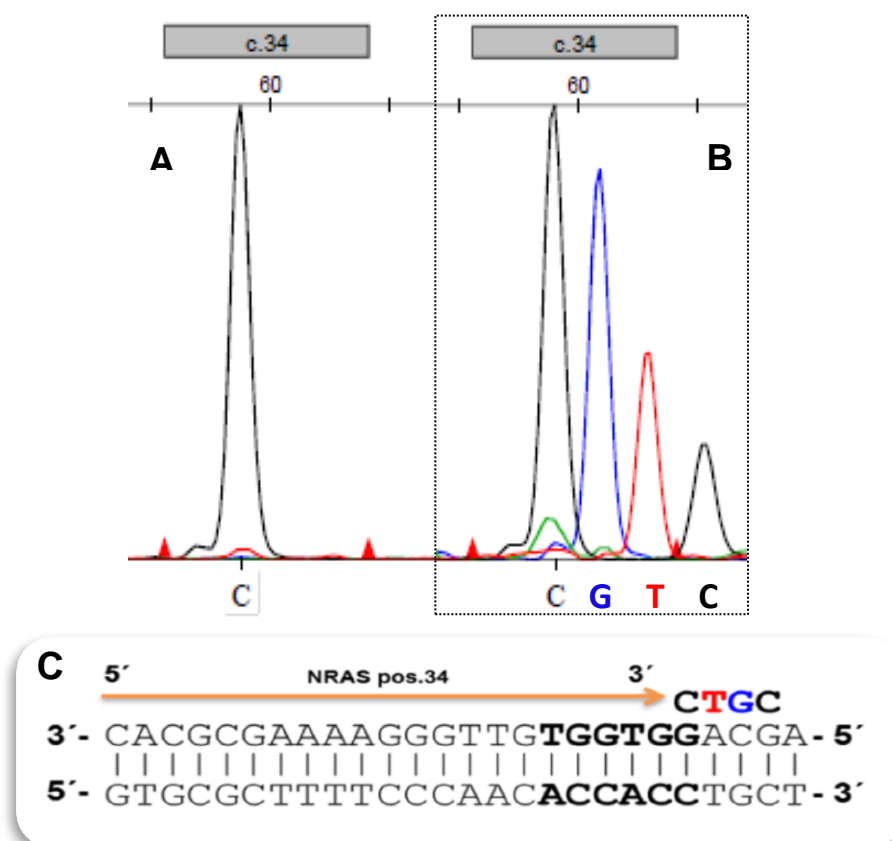 c.34 c.34
60 60
A B
C C G T C
C 5´ NRAS pos.34 3´
CTGC
3´- CACGCGAAAAGGGTTGTGGTGGACGA - 5´
5´- GTGCGCTTTTCCCAACACCACCTGCT - 3´